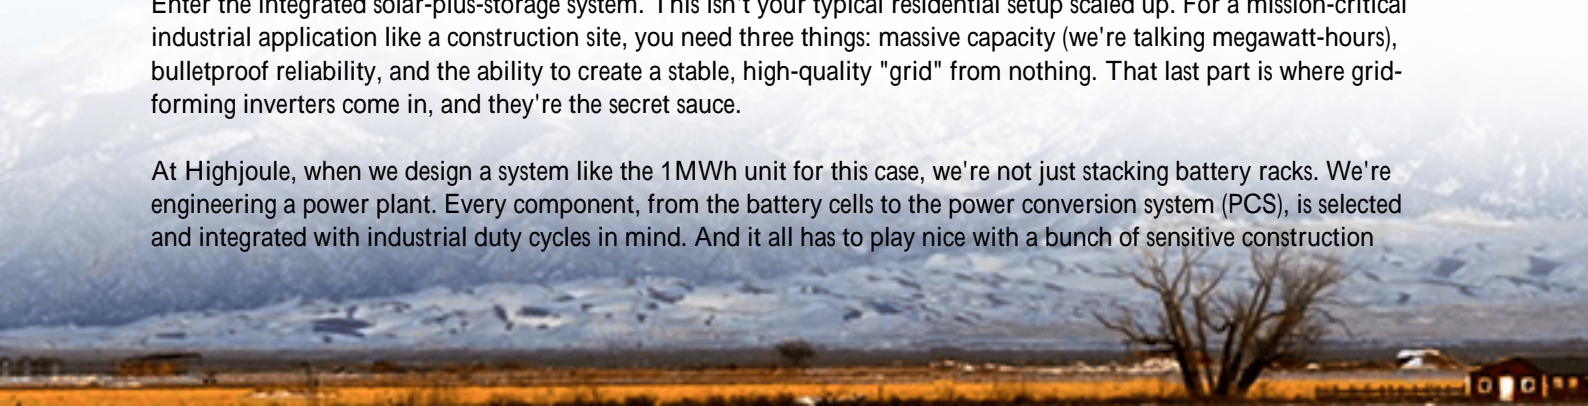 Enter the integrated solar-plus-storage system. This isn't your typical residential setup scaled up. For a mission-critical
industrial application like a construction site, you need three things: massive capacity (we're talking megawatt-hours),
bulletproof reliability, and the ability to create a stable, high-quality "grid" from nothing. That last part is where grid-
forming inverters come in, and they're the secret sauce.
At Highjoule, when we design a system like the 1MWh unit for this case, we're not just stacking battery racks. We're
engineering a power plant. Every component, from the battery cells to the power conversion system (PCS), is selected
and integrated with industrial duty cycles in mind. And it all has to play nice with a bunch of sensitive construction